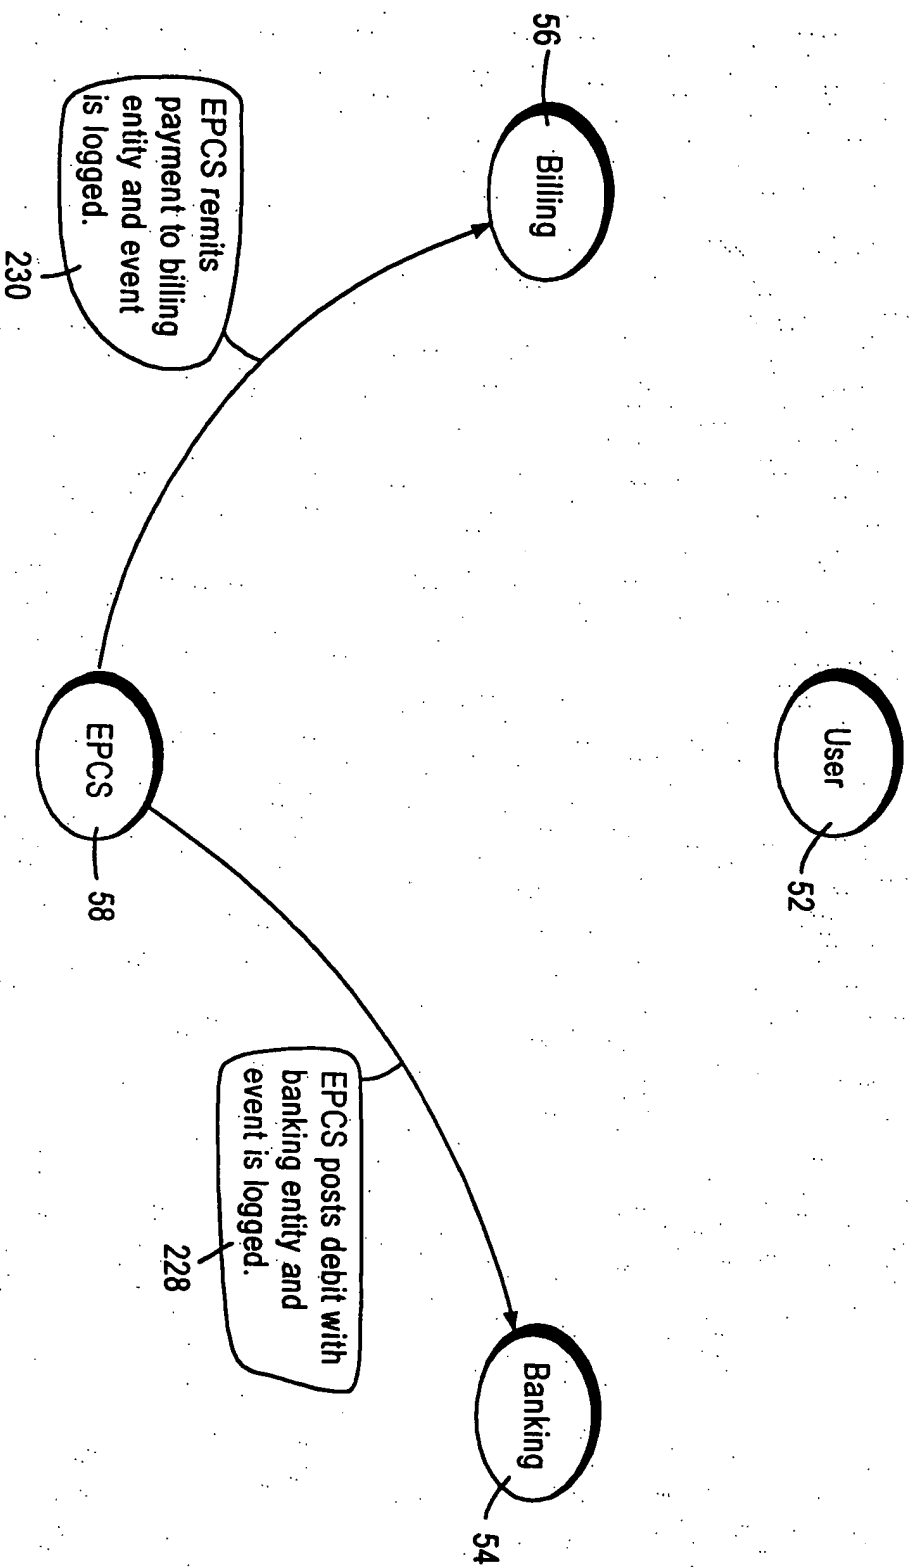 User
52
56
Billing
Banking
54
EPCS remits
payment to billing
entity and event
is logged.
230
EPCS posts debit with
banking entity and
event is logged.
228
EPCS
58